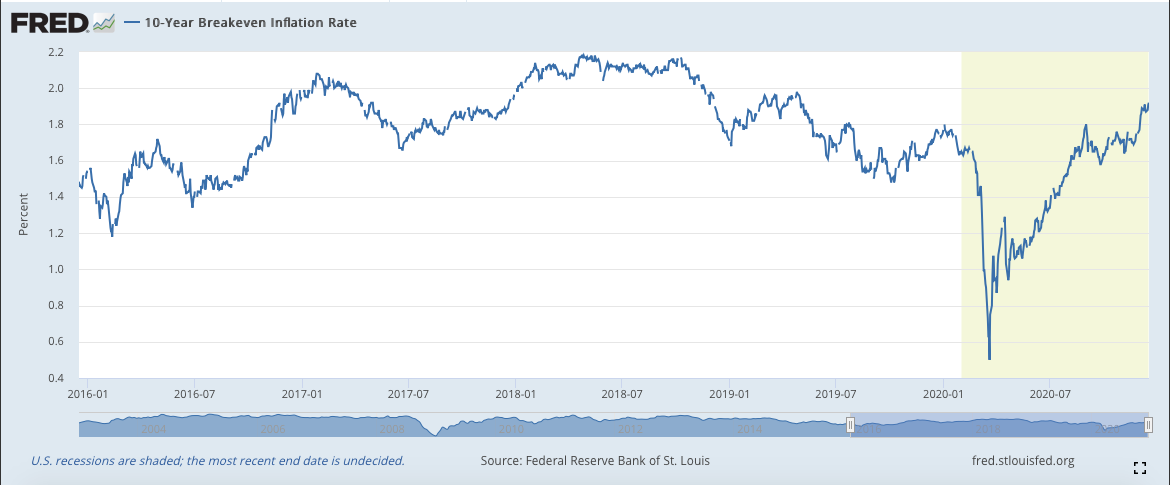 FRED 10-Year Breakeven Inflation Rate
2.2
2.0
1.8
1.6
1.4
1.2
1.0
0.8
0.6
0.4
Percent
2016-01 2016-07 2017-01 2017-07 2018-01 2018-07 2019-01 2019-07 2020-01 2020-07
2004 2006 2008 2010 2012 2014 2016 2018
U.S. recessions are shaded; the most recent end date is undecided. Source: Federal Reserve Bank of St. Louis fred.stlouisfed.org